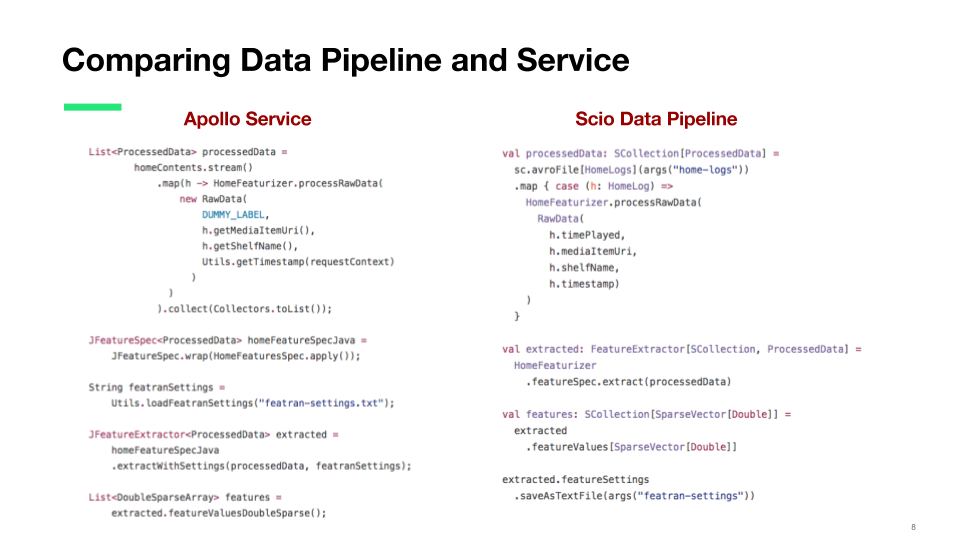 Comparing Data Pipeline and Service
Apollo Service
List<ProcessedData> processedData =
homeContents.stream()
.map(h -> HomeFeaturizer.processRawData(
new RawData(
DUMMY_LABEL,
h.getMediaItemUri(),
h.getShelfName(),
Utils.getTimestamp(requestContext)
)
)
).collect(Collectors.toList());
JFeatureSpec<ProcessedData> homeFeatureSpecJava =
JFeatureSpec.wrap(HomeFeaturesSpec.apply());
String featranSettings =
Utils.loadFeatranSettings("featran-settings.txt");
JFeatureExtractor<ProcessedData> extracted =
homeFeatureSpecJava
.extractWithSettings(processedData, featranSettings);
List<DoubleSparseArray> features =
extracted.featureValuesDoubleSparse();
Scio Data Pipeline
val processedData: SCollection[ProcessedData] =
sc.avroFile[HomeLogs](args("home-logs"))
.map { case (h: HomeLog) =>
HomeFeaturizer.processRawData(
RawData(
h.timePlayed,
h.mediaItemUri,
h.shelfName,
h.timestamp)
)
}
val extracted: FeatureExtractor[SCollection, ProcessedData] =
HomeFeaturizer
.featureSpec.extract(processedData)
val features: SCollection[SparseVector[Double]] =
extracted
.featureValues[SparseVector[Double]]
extracted.featureSettings
.saveAsTextFile(args("featran-settings"))
8